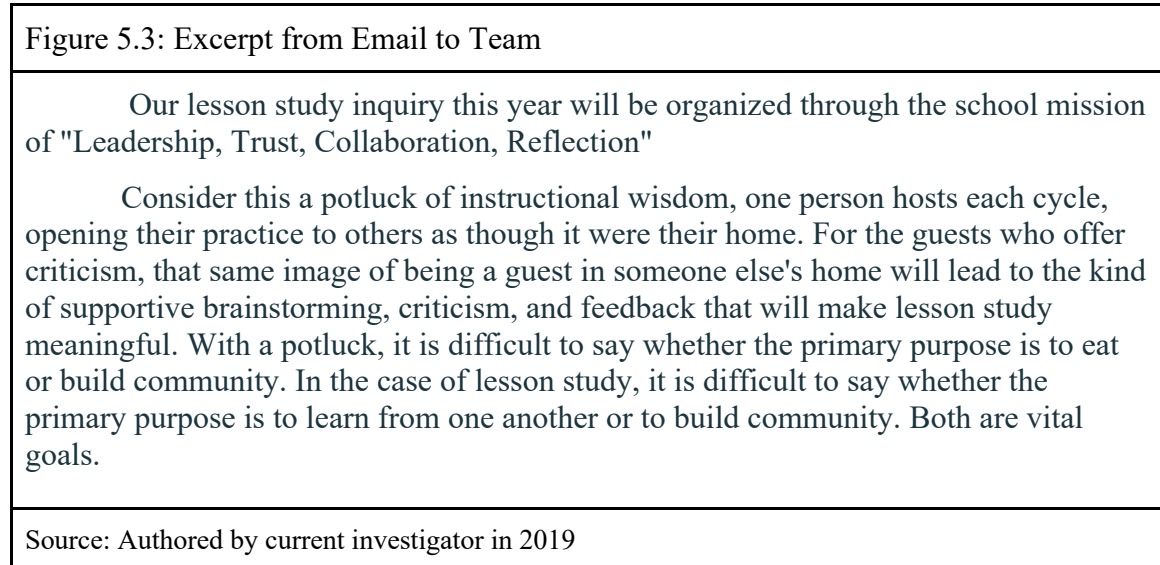 Figure 5.3: Excerpt from Email to Team
Our lesson study inquiry this year will be organized through the school mission
of "Leadership, Trust, Collaboration, Reflection"
Consider this a potluck of instructional wisdom, one person hosts each cycle,
opening their practice to others as though it were their home. For the guests who offer
criticism, that same image of being a guest in someone else's home will lead to the kind
of supportive brainstorming, criticism, and feedback that will make lesson study
meaningful. With a potluck, it is difficult to say whether the primary purpose is to eat
or build community. In the case of lesson study, it is difficult to say whether the
primary purpose is to learn from one another or to build community. Both are vital
goals.
Source: Authored by current investigator in 2019